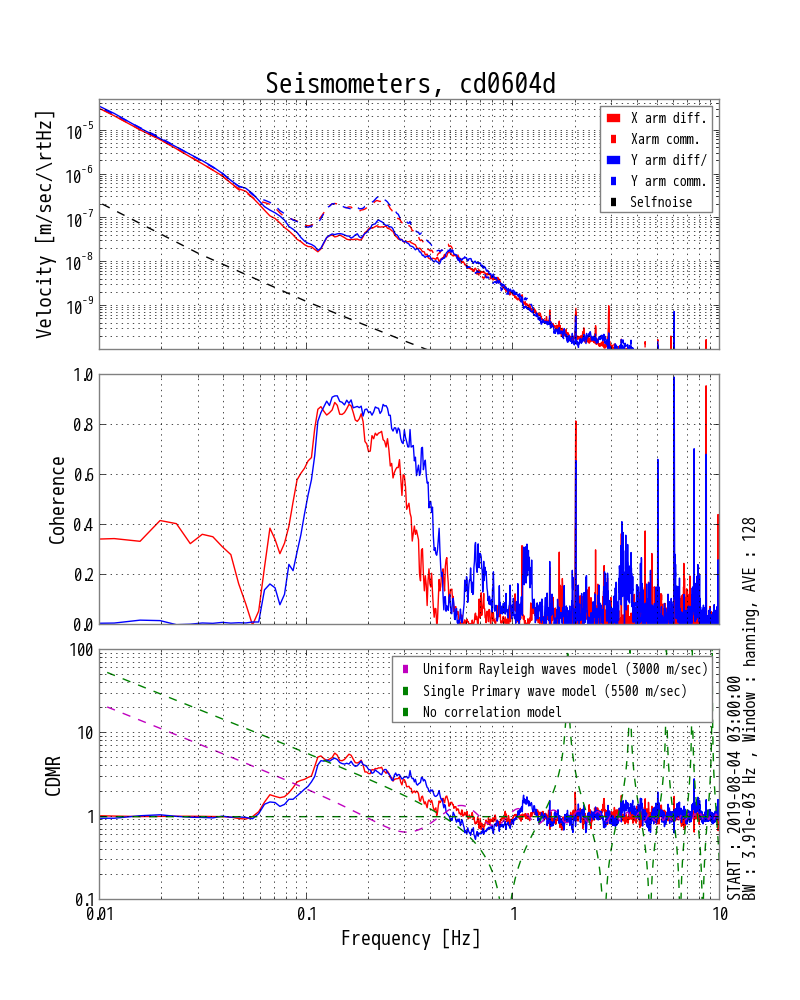 Seismometers, cd0604d
Velocity [m/sec/\rtHz]
10^-5
10^-6
10^-7
10^-8
10^-9
X arm diff.
Xarm comm.
Y arm diff/
Y arm comm.
Selfnoise
Coherence
1.0
0.8
0.6
0.4
0.2
0.0
CDMR
100
10
1
0.1
Uniform Rayleigh waves model (3000 m/sec)
Single Primary wave model (5500 m/sec)
No correlation model
0.01 0.1 1 10
Frequency [Hz]
START : 2019-08-04 03:00:00
BW : 3.91e-03 Hz , Window : hanning, AVE : 128